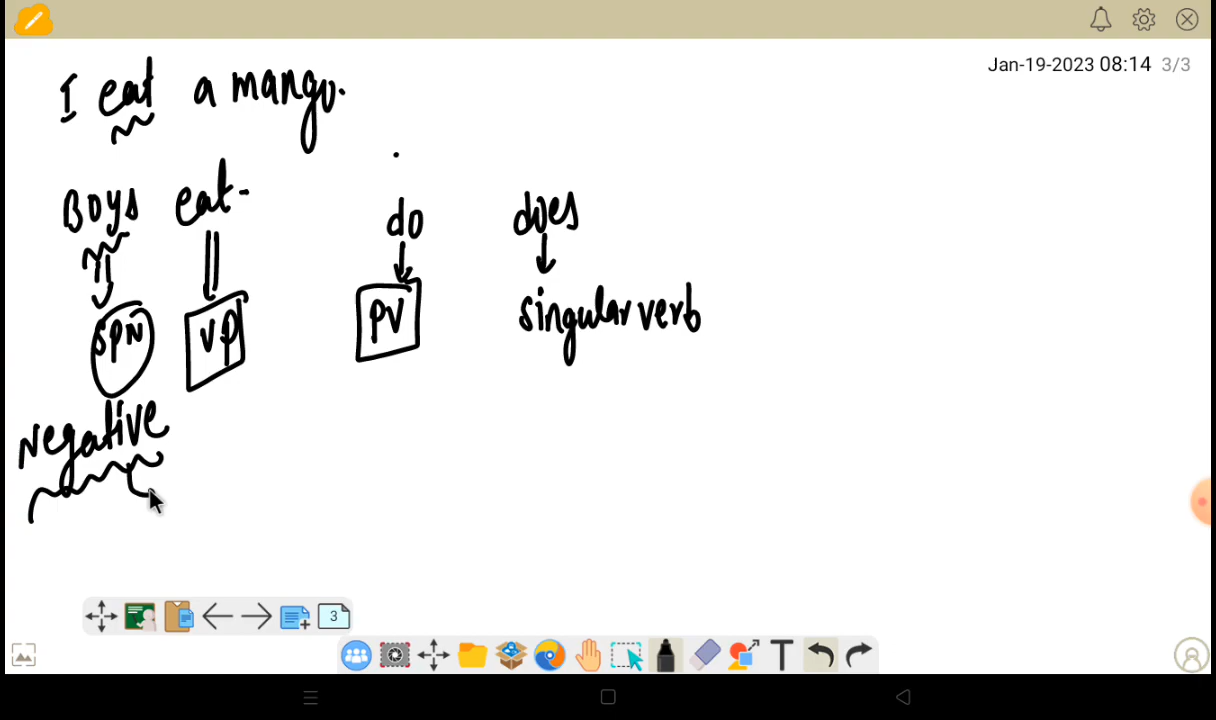 Jan-19-2023 08:14 3/3
I eat a mango.
Boys eat-
do does
SPN VP PV singular verb
Negative
3
T